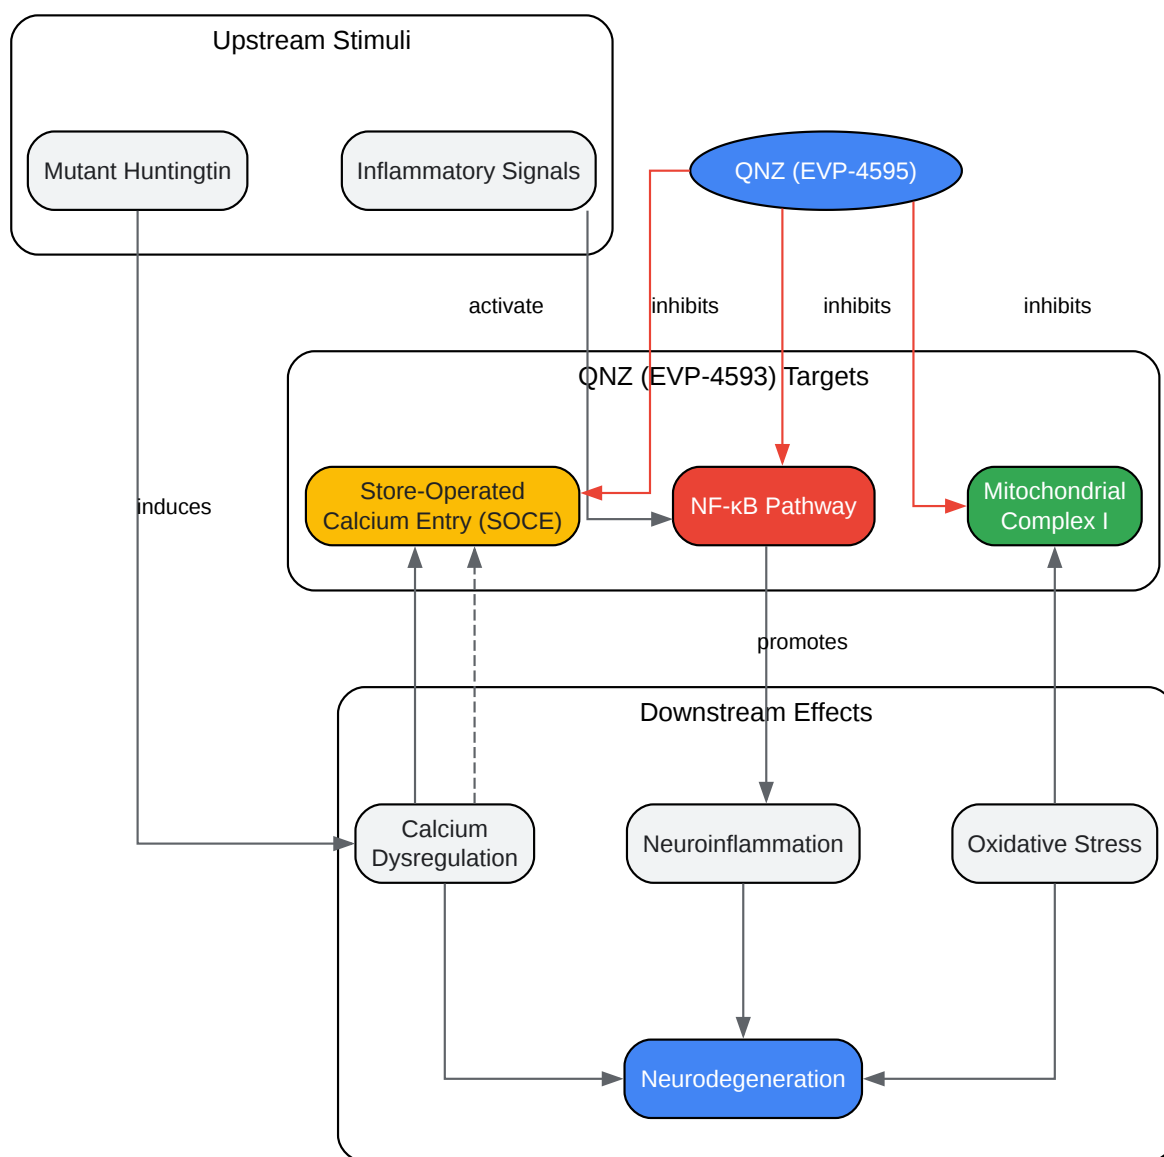 Upstream Stimuli
Mutant Huntingtin
Inflammatory Signals
QNZ (EVP-4595)
activate
inhibits
inhibits
inhibits
QNZ (EVP-4593) Targets
Store-Operated
Calcium Entry (SOCE)
NF-κB Pathway
Mitochondrial
Complex I
induces
promotes
Downstream Effects
Calcium
Dysregulation
Neuroinflammation
Oxidative Stress
Neurodegeneration